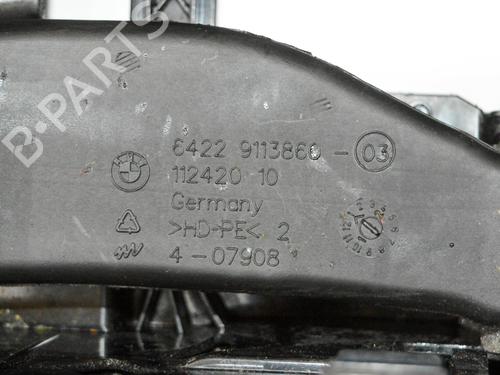 B-PARTS
6422 9113860-03
112420 10
Germany
>HD-PE< 2
4-07908